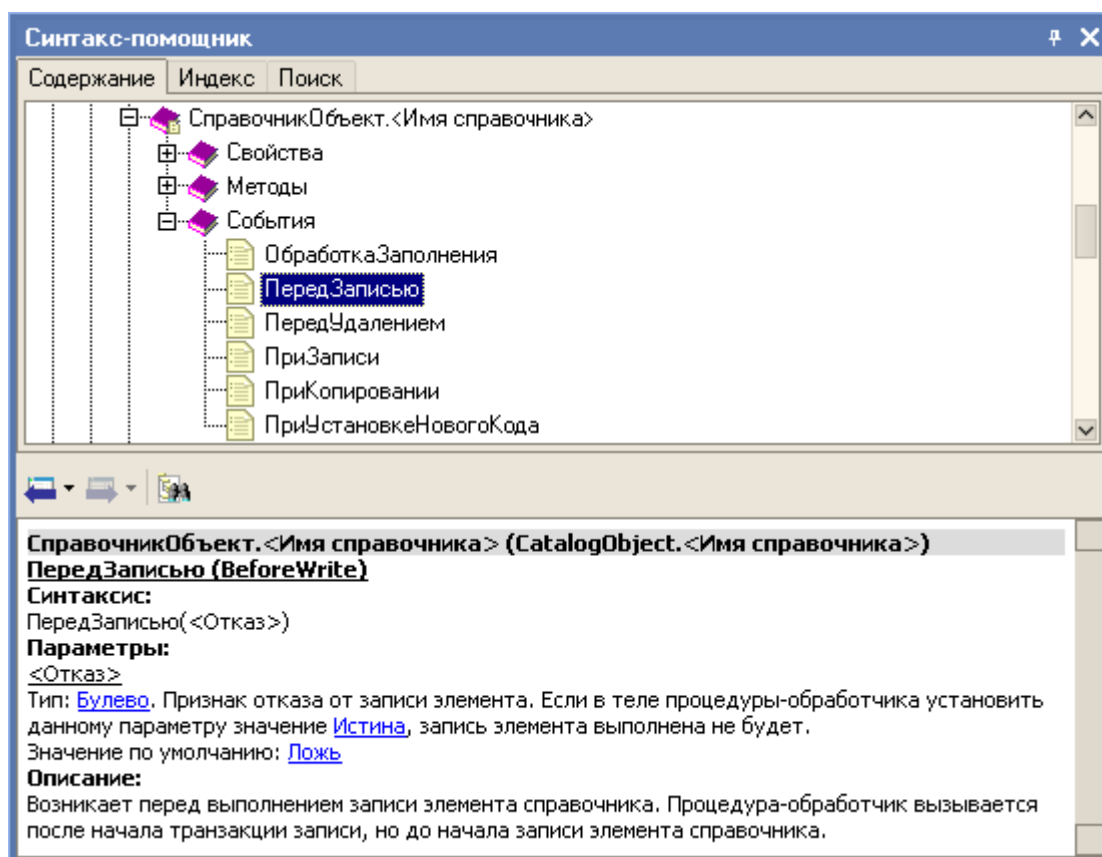 Синтакс-помощник
Содержание Индекс Поиск
СправочникОбъект.<Имя справочника>
Свойства
Методы
События
ОбработкаЗаполнения
ПередЗаписью
ПередУдалением
ПриЗаписи
ПриКопировании
ПриУстановкеНовогоКода
СправочникОбъект.<Имя справочника> (CatalogObject.<Имя справочника>)
ПередЗаписью (BeforeWrite)
Синтаксис:
ПередЗаписью(<Отказ>)
Параметры:
<Отказ>
Тип: Булево. Признак отказа от записи элемента. Если в теле процедуры-обработчика установить
данному параметру значение Истина, запись элемента выполнена не будет.
Значение по умолчанию: Ложь
Описание:
Возникает перед выполнением записи элемента справочника. Процедура-обработчик вызывается
после начала транзакции записи, но до начала записи элемента справочника.